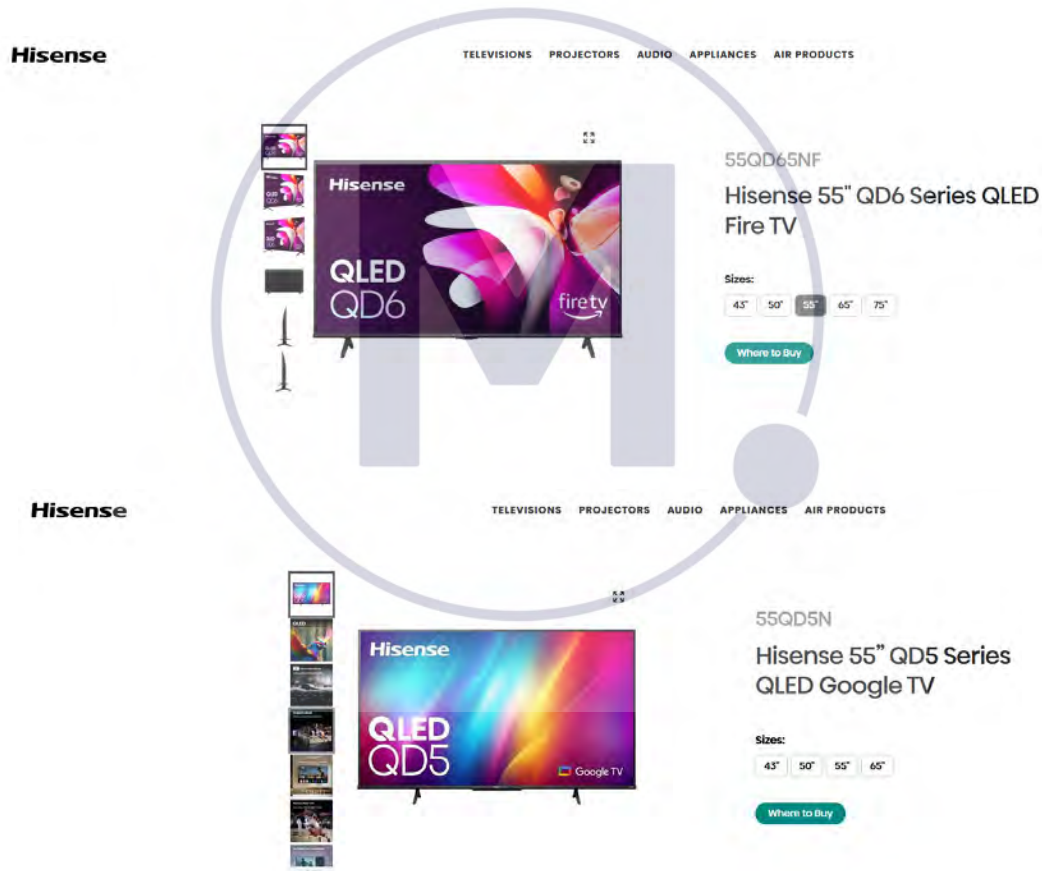 Hisense
TELEVISIONS PROJECTORS AUDIO APPLIANCES AIR PRODUCTS
55QD65NF
Hisense 55" QD6 Series QLED
Fire TV
Sizes:
43" 50" 55" 65" 75"
Where to Buy
Hisense
QLED
QD6
fire tv
M.
Hisense
TELEVISIONS PROJECTORS AUDIO APPLIANCES AIR PRODUCTS
55QD5N
Hisense 55” QD5 Series
QLED Google TV
Sizes:
43" 50" 55" 65"
Where to Buy
Hisense
QLED
QD5
Google TV